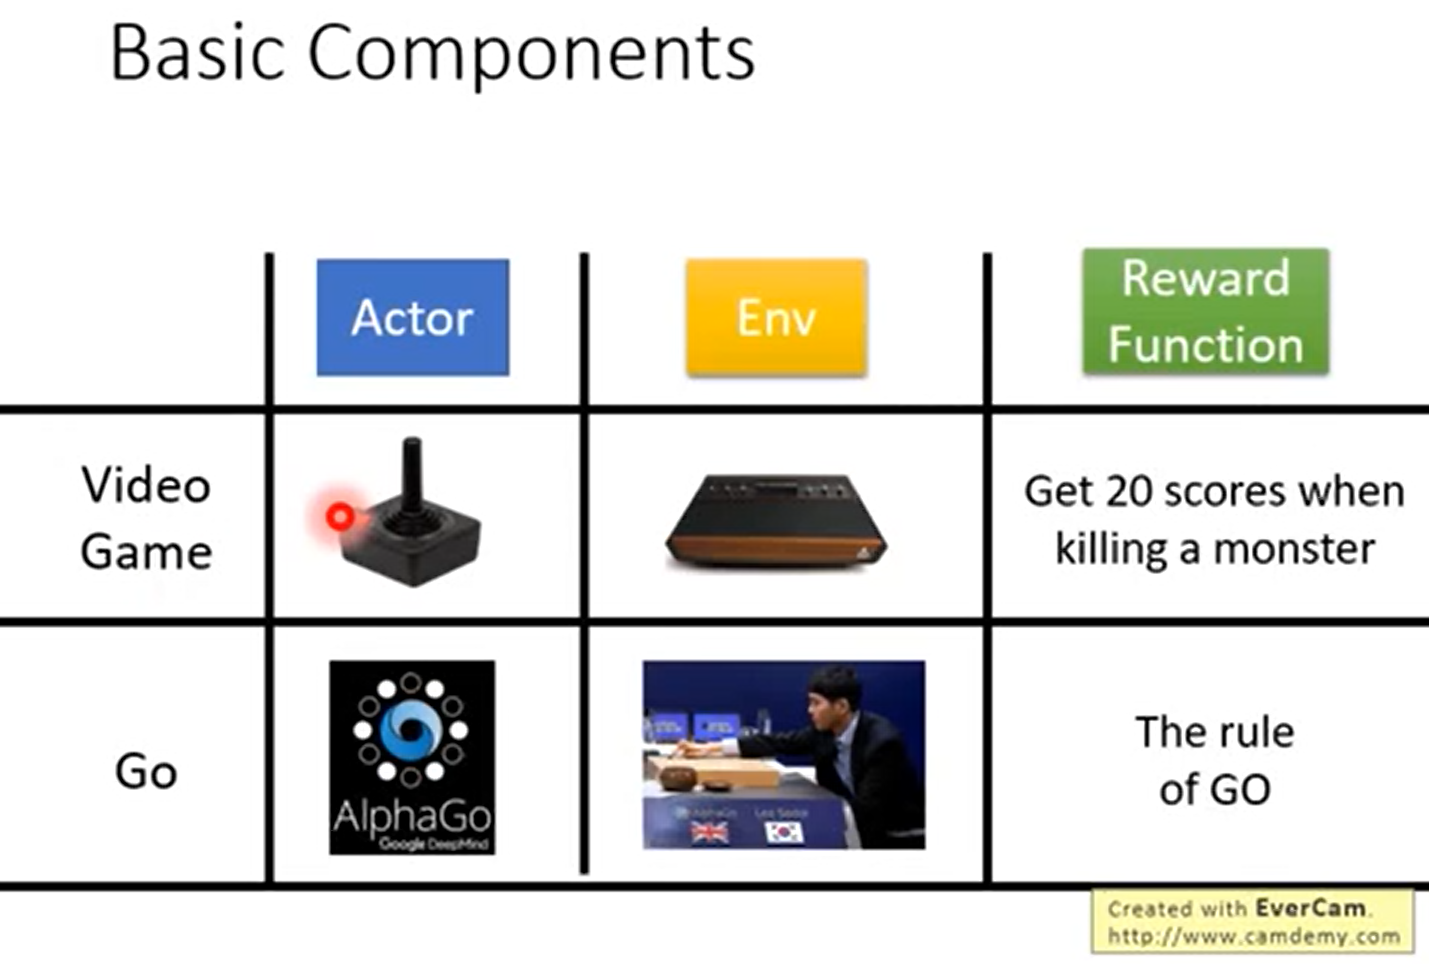 Basic Components
Actor
Env
Reward
Function
Video
Game
Get 20 scores when
killing a monster
Go
AlphaGo
Google DeepMind
AlphaGo
Lee Sedol
The rule
of GO
Created with EverCam.
http://www.camdemy.com